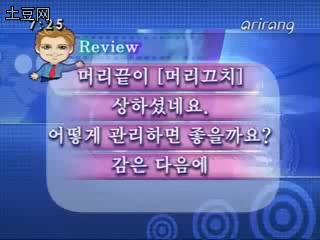 土豆网
7:25
arirang
Review
머리끝이 [머리끄치]
상하셨네요.
어떻게 관리하면 좋을까요?
감은 다음에